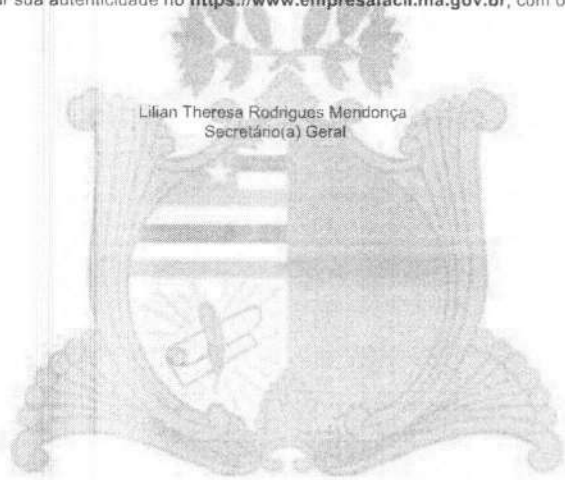 sua autenticidade no https://www.empresafacil.ma.gov.br, com o
Lilian Theresa Rodrigues Mendonça
Secretário(a) Geral